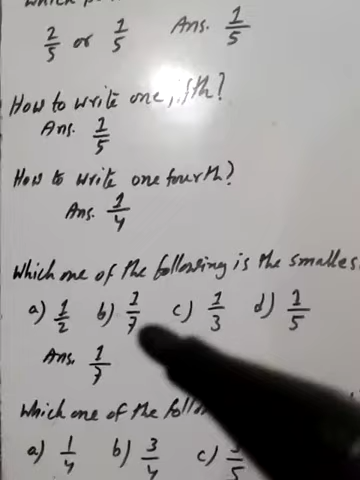 Which
2/5 or 1/5 Ans. 1/5
How to write one
Ans. 1/5
How to write one fourth?
Ans. 1/4
Which one of the following is the smalles
a) 1/2 b) 1/7 c) 1/3 d) 1/5
Ans. 1/7
Which one of the
a) 1/4 b) 3/4 c)